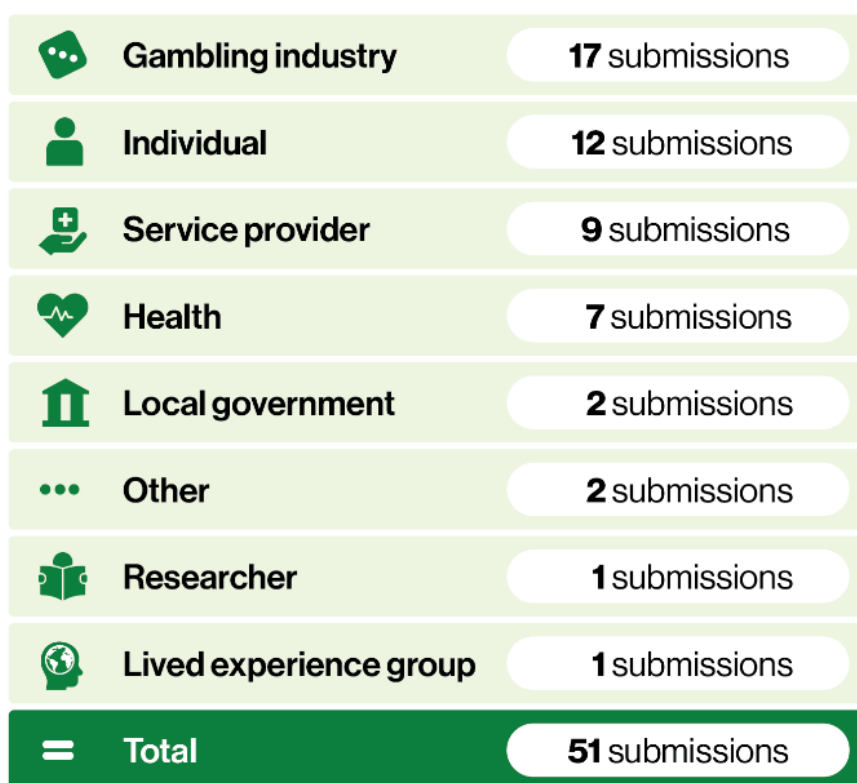 Gambling industry 17 submissions
Individual 12 submissions
Service provider 9 submissions
Health 7 submissions
Local government 2 submissions
Other 2 submissions
Researcher 1 submissions
Lived experience group 1 submissions
= Total 51 submissions